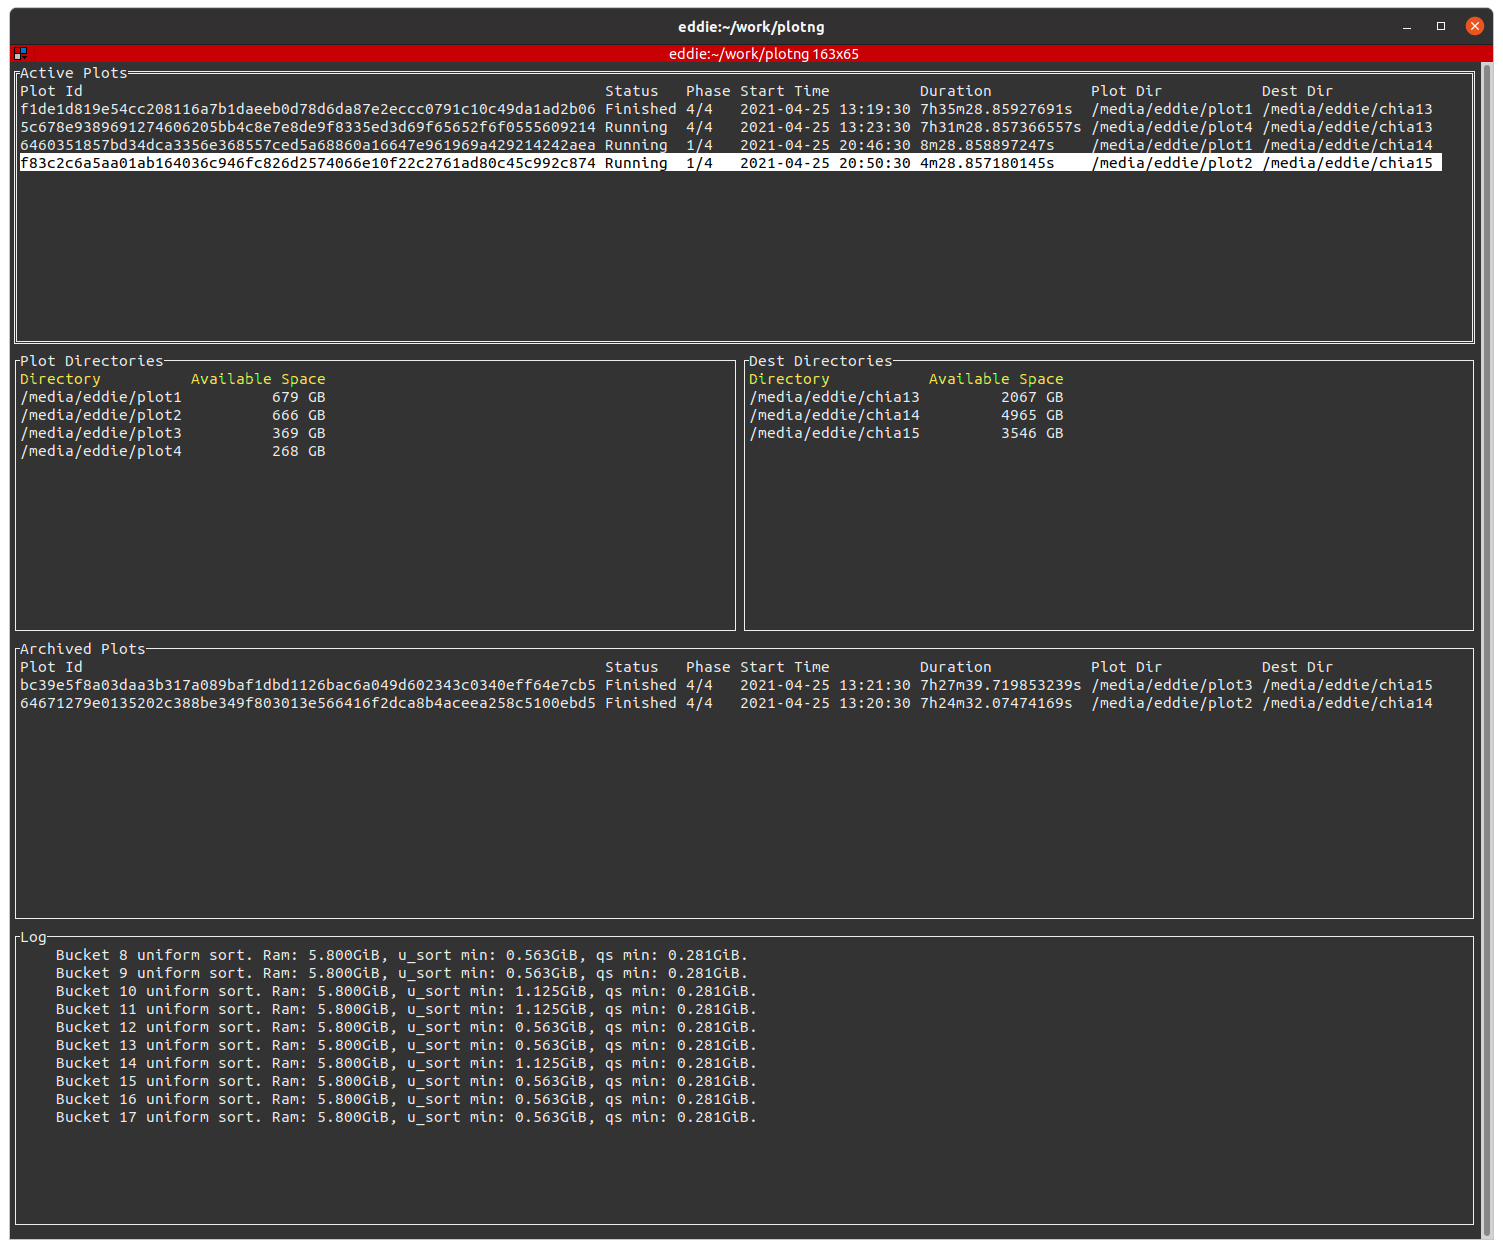 eddie:~/work/plotng
eddie:~/work/plotng 163x65
Active Plots
Plot Id Status Phase Start Time Duration Plot Dir Dest Dir
f1de1d819e54cc208116a7b1daeeb0d78d6da87e2eccc0791c10c49da1ad2b06 Finished 4/4 2021-04-25 13:19:30 7h35m28.85927691s /media/eddie/plot1 /media/eddie/chia13
5c678e9389691274606205bb4c8e7e8de9f8335ed3d69f65652f6f0555609214 Running 4/4 2021-04-25 13:23:30 7h31m28.857366557s /media/eddie/plot4 /media/eddie/chia13
6460351857bd34dca3356e368557ced5a68860a16647e961969a429214242aea Running 1/4 2021-04-25 20:46:30 8m28.858897247s /media/eddie/plot1 /media/eddie/chia14
f83c2c6a5aa01ab164036c946fc826d2574066e10f22c2761ad80c45c992c874 Running 1/4 2021-04-25 20:50:30 4m28.857180145s /media/eddie/plot2 /media/eddie/chia15
Plot Directories
Directory Available Space
/media/eddie/plot1 679 GB
/media/eddie/plot2 666 GB
/media/eddie/plot3 369 GB
/media/eddie/plot4 268 GB
Dest Directories
Directory Available Space
/media/eddie/chia13 2067 GB
/media/eddie/chia14 4965 GB
/media/eddie/chia15 3546 GB
Archived Plots
Plot Id Status Phase Start Time Duration Plot Dir Dest Dir
bc39e5f8a03daa3b317a089baf1dbd1126bac6a049d602343c0340eff64e7cb5 Finished 4/4 2021-04-25 13:21:30 7h27m39.719853239s /media/eddie/plot3 /media/eddie/chia15
64671279e0135202c388be349f803013e566416f2dca8b4aceea258c5100ebd5 Finished 4/4 2021-04-25 13:20:30 7h24m32.07474169s /media/eddie/plot2 /media/eddie/chia14
Log
Bucket 8 uniform sort. Ram: 5.800GiB, u_sort min: 0.563GiB, qs min: 0.281GiB.
Bucket 9 uniform sort. Ram: 5.800GiB, u_sort min: 0.563GiB, qs min: 0.281GiB.
Bucket 10 uniform sort. Ram: 5.800GiB, u_sort min: 1.125GiB, qs min: 0.281GiB.
Bucket 11 uniform sort. Ram: 5.800GiB, u_sort min: 1.125GiB, qs min: 0.281GiB.
Bucket 12 uniform sort. Ram: 5.800GiB, u_sort min: 0.563GiB, qs min: 0.281GiB.
Bucket 13 uniform sort. Ram: 5.800GiB, u_sort min: 0.563GiB, qs min: 0.281GiB.
Bucket 14 uniform sort. Ram: 5.800GiB, u_sort min: 1.125GiB, qs min: 0.281GiB.
Bucket 15 uniform sort. Ram: 5.800GiB, u_sort min: 0.563GiB, qs min: 0.281GiB.
Bucket 16 uniform sort. Ram: 5.800GiB, u_sort min: 0.563GiB, qs min: 0.281GiB.
Bucket 17 uniform sort. Ram: 5.800GiB, u_sort min: 0.563GiB, qs min: 0.281GiB.